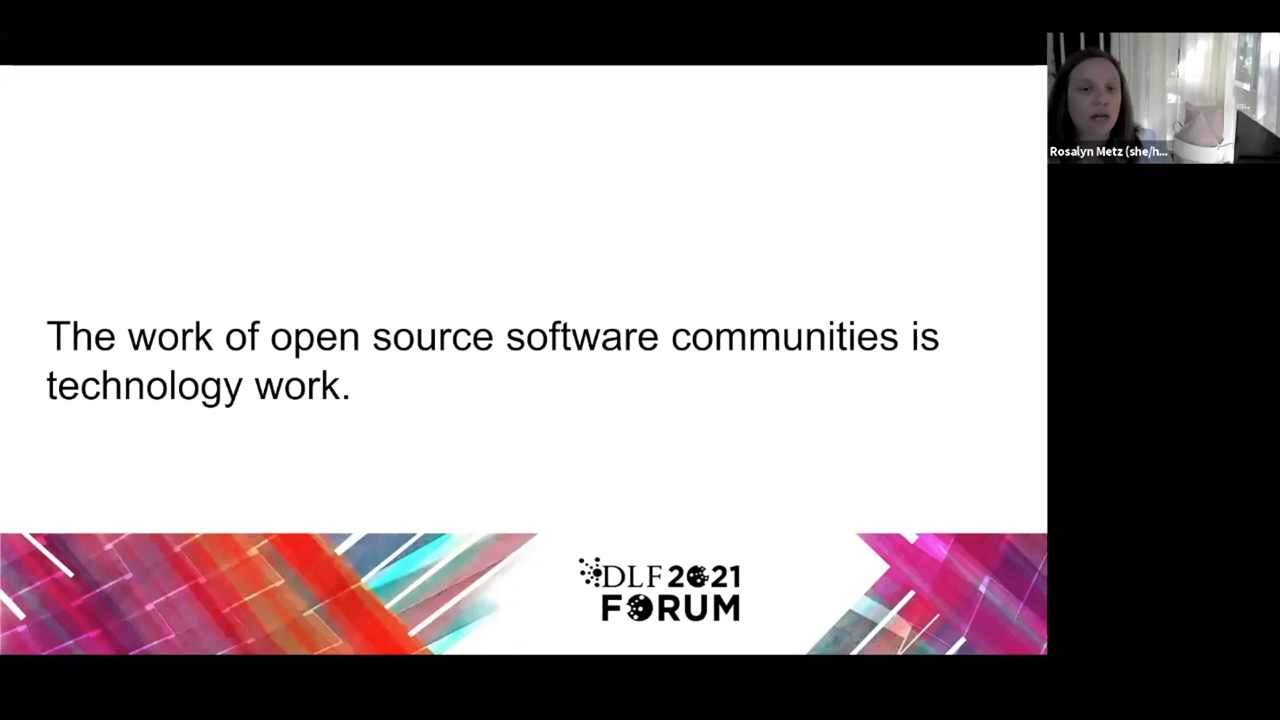 The work of open source software communities is
technology work.
Rosalyn Metz (she/h...
DLF 2021
FORUM